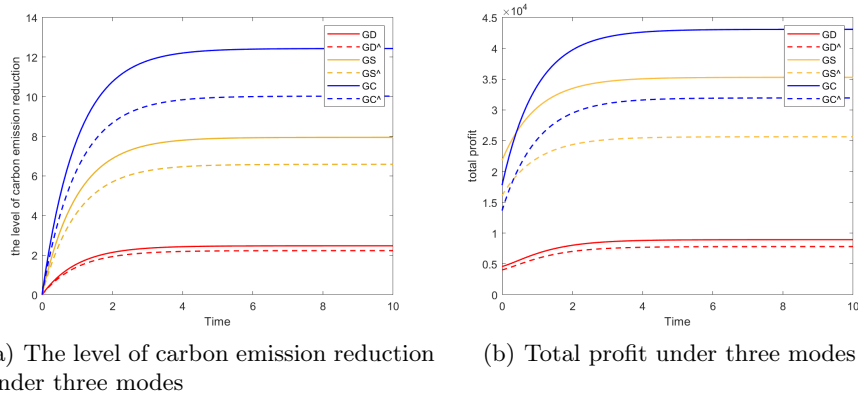 14
12
10
8
6
4
2
0
the level of carbon emission reduction
0 2 4 6 8 10
Time
GD
GD^
GS
GS^
GC
GC^
×10⁴
4.5
4
3.5
3
2.5
2
1.5
1
0.5
0
total profit
0 2 4 6 8 10
Time
GD
GD^
GS
GS^
GC
GC^
) The level of carbon emission reduction
nder three modes
(b) Total profit under three modes